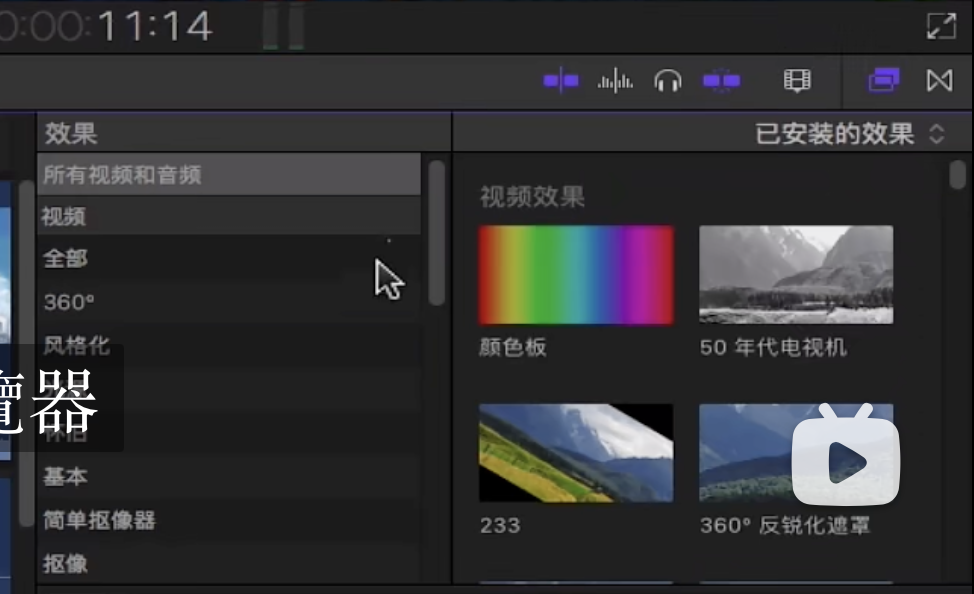 0:00:11:14
效果
已安装的效果
所有视频和音频
视频
全部
360°
风格化
怀旧
基本
简单抠像器
抠像
覽器
视频效果
颜色板
50 年代电视机
233
360° 反锐化遮罩